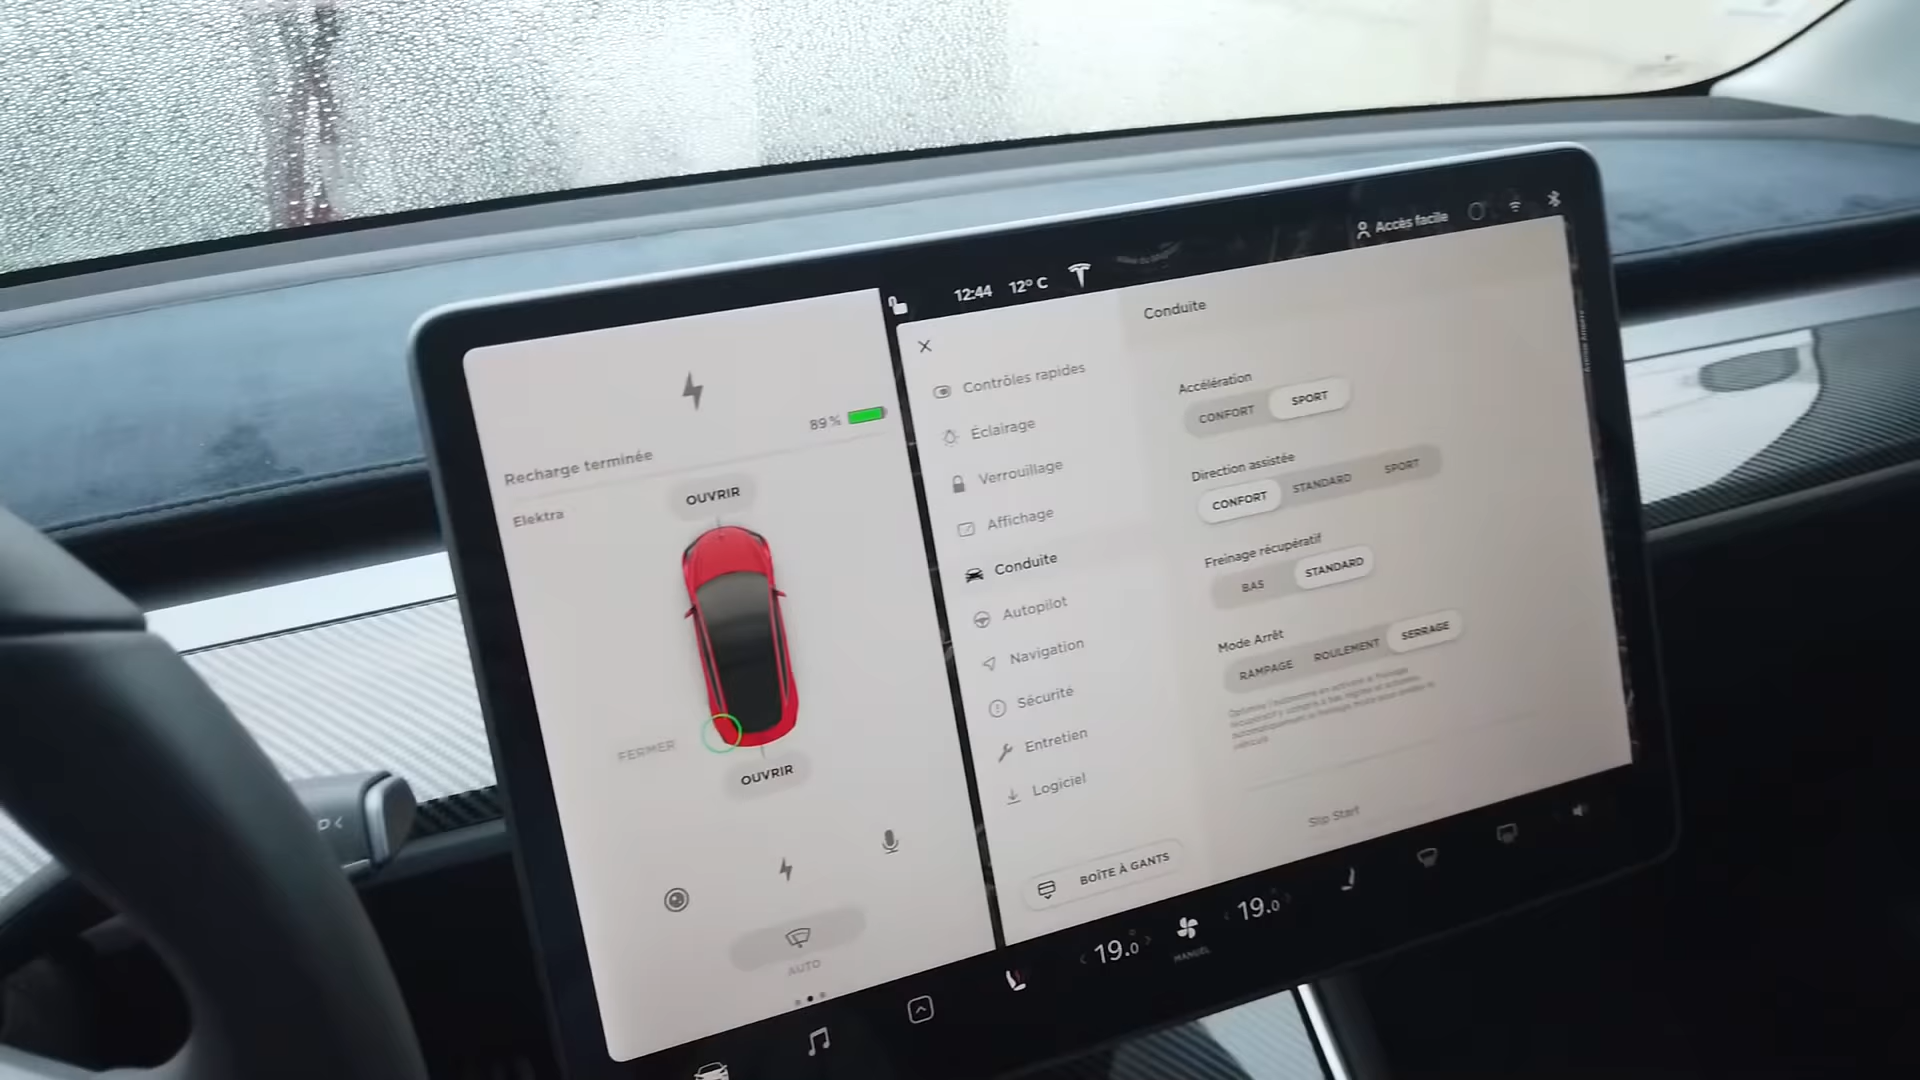 Accès facile
12:44 12° C
89 %
Recharge terminée
Elektra
OUVRIR
FERMER
OUVRIR
AUTO
Conduite
Contrôles rapides
Éclairage
Verrouillage
Affichage
Conduite
Autopilot
Navigation
Sécurité
Entretien
Logiciel
BOÎTE À GANTS
Accélération
CONFORT SPORT
Direction assistée
CONFORT STANDARD SPORT
Freinage récupératif
BAS STANDARD
Mode Arrêt
RAMPAGE ROULEMENT SERRAGE
Slip Start
19.0 19.0
MANUEL